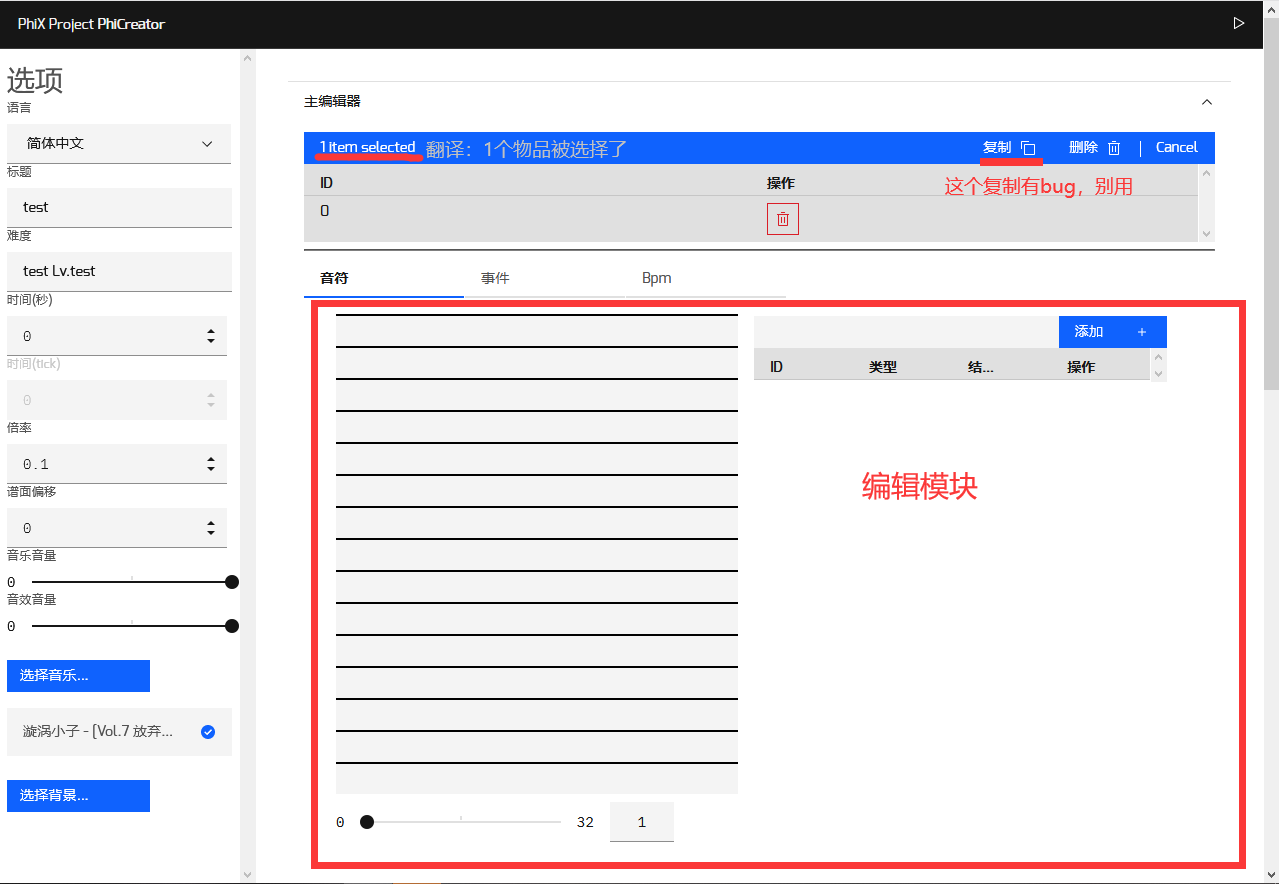 PhiX Project PhiCreator
选项
语言
简体中文
标题
test
难度
test Lv.test
时间(秒)
0
时间(tick)
0
倍率
0.1
谱面偏移
0
音乐音量
0
音效音量
0
选择音乐...
漩涡小子 - [Vol.7 放弃...
选择背景...
主编辑器
1 item selected 翻译：1个物品被选择了 复制 删除 | Cancel
ID 操作
这个复制有bug，别用
0
音符 事件 Bpm
添加 +
ID 类型 结... 操作
编辑模块
0 32 1